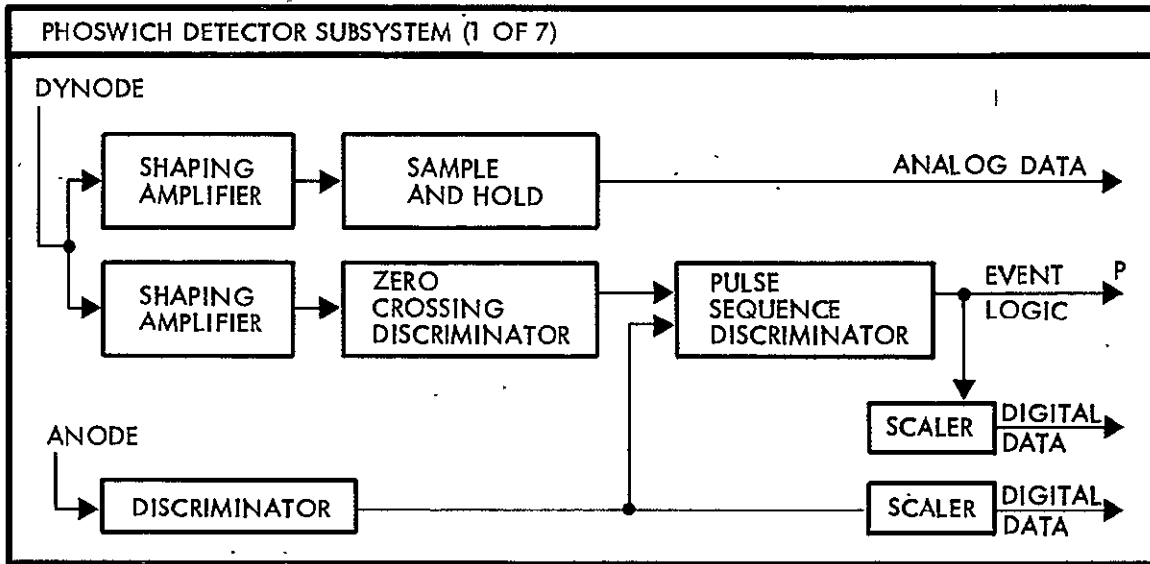 PHOSWICH DETECTOR SUBSYSTEM (1 OF 7)
DYNODE
SHAPING
AMPLIFIER
SAMPLE
AND HOLD
ANALOG DATA
SHAPING
AMPLIFIER
ZERO
CROSSING
DISCRIMINATOR
PULSE
SEQUENCE
DISCRIMINATOR
EVENT
LOGIC
P
SCALER
DIGITAL
DATA
ANODE
DISCRIMINATOR
SCALER
DIGITAL
DATA